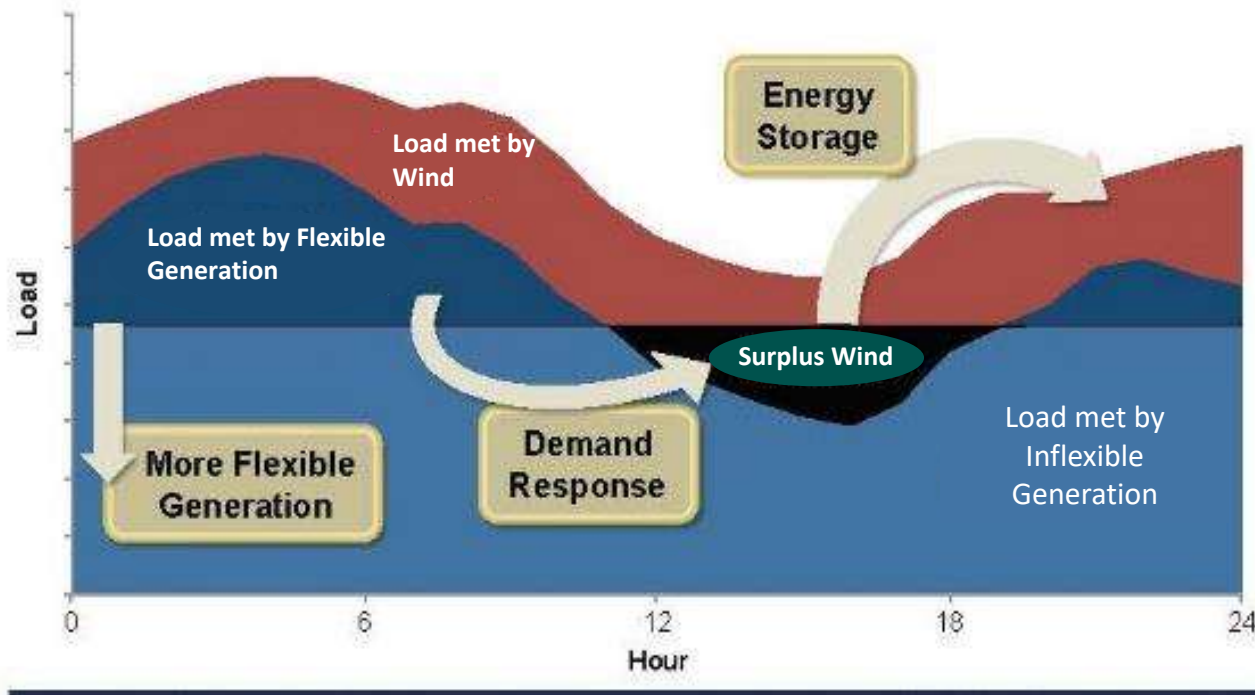 Energy
Storage
Load met by
Wind
Load met by Flexible
Generation
Load
Surplus Wind
More Flexible
Generation
Demand
Response
Load met by
Inflexible
Generation
0
6
12
18
24
Hour